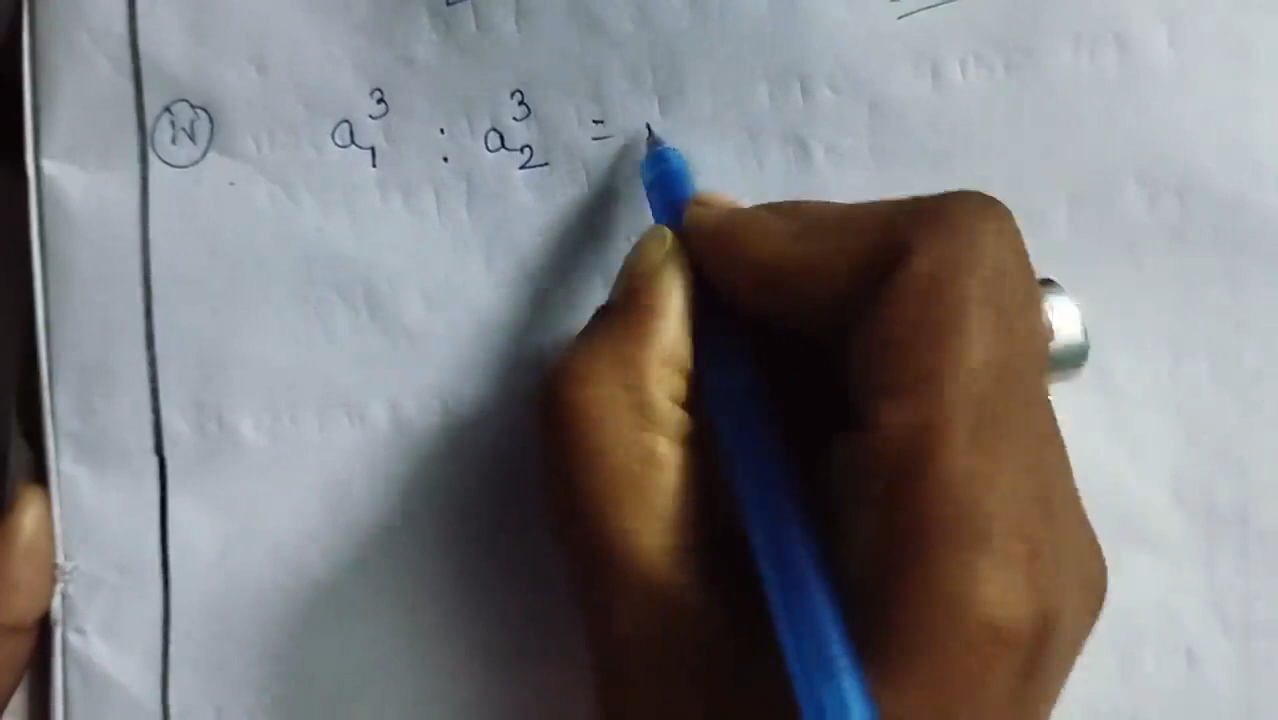 (iv) a₁³ : a₂³ =